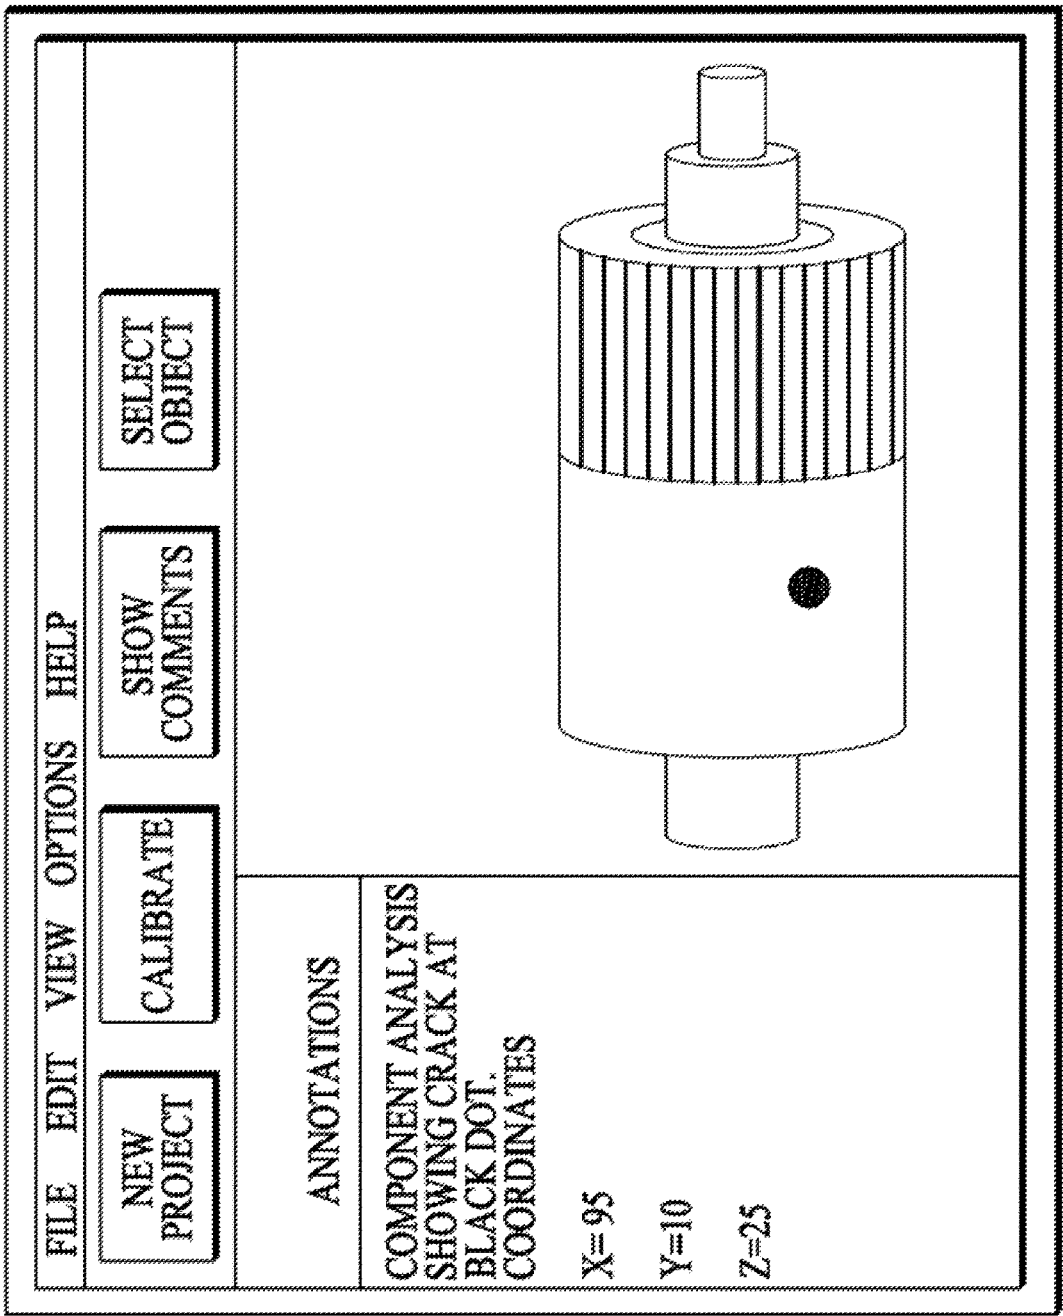 FILE EDIT VIEW OPTIONS HELP
NEW
PROJECT
CALIBRATE
SHOW
COMMENTS
SELECT
OBJECT
ANNOTATIONS
COMPONENT ANALYSIS
SHOWING CRACK AT
BLACK DOT.
COORDINATES
X=95
Y=10
Z=25